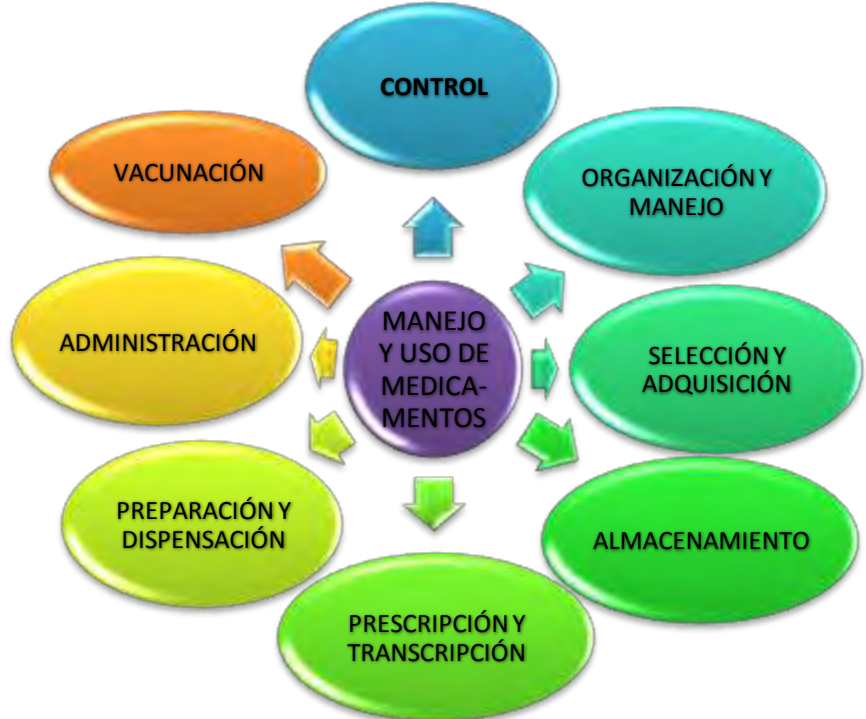 CONTROL
ORGANIZACIÓN Y
MANEJO
SELECCIÓN Y
ADQUISICIÓN
ALMACENAMIENTO
PRESCRIPCIÓN Y
TRANSCRIPCIÓN
PREPARACIÓN Y
DISPENSACIÓN
ADMINISTRACIÓN
VACUNACIÓN
MANEJO
Y USO DE
MEDICA-
MENTOS